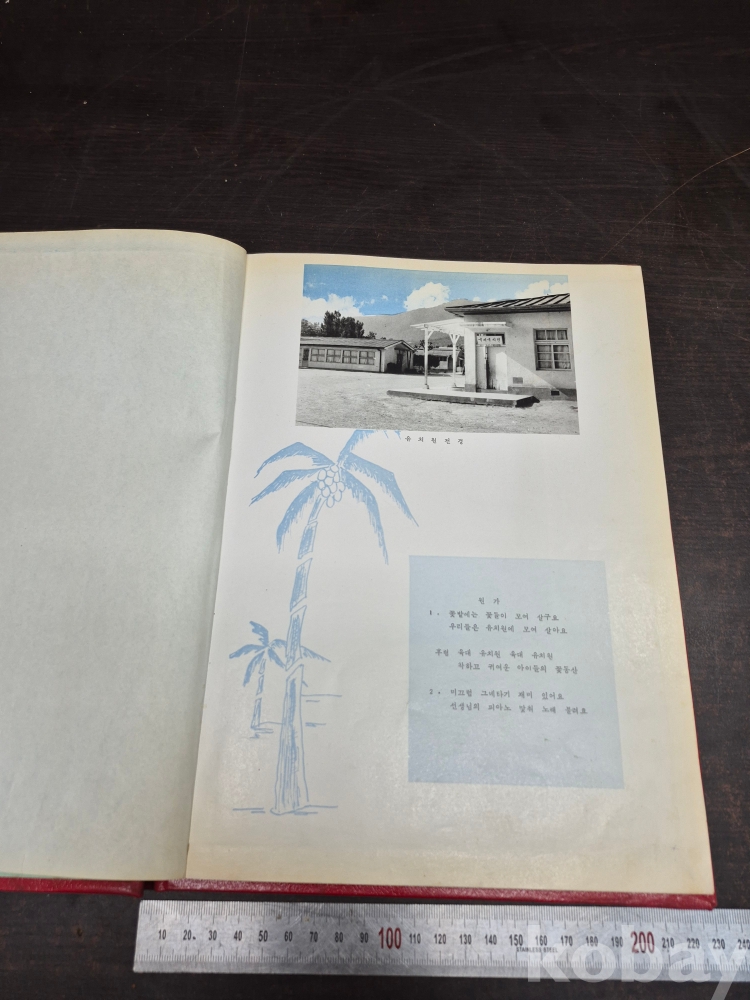 유치원전경
원가
1. 꽃밭에는 꽃들이 모여 살구요
우리들은 유치원에 모여 살아요
후렴 육대 유치원 육대 유치원
착하고 귀여운 아이들의 꽃동산
2. 미끄럼 그네타기 재미 있어요
선생님의 피아노 맞춰 노래 불러요
10 20 30 40 50 60 70 80 90 100 110 120 130 140 150 160 170 180 190 200 210 220 230 240
STAINLESS STEEL
kobay